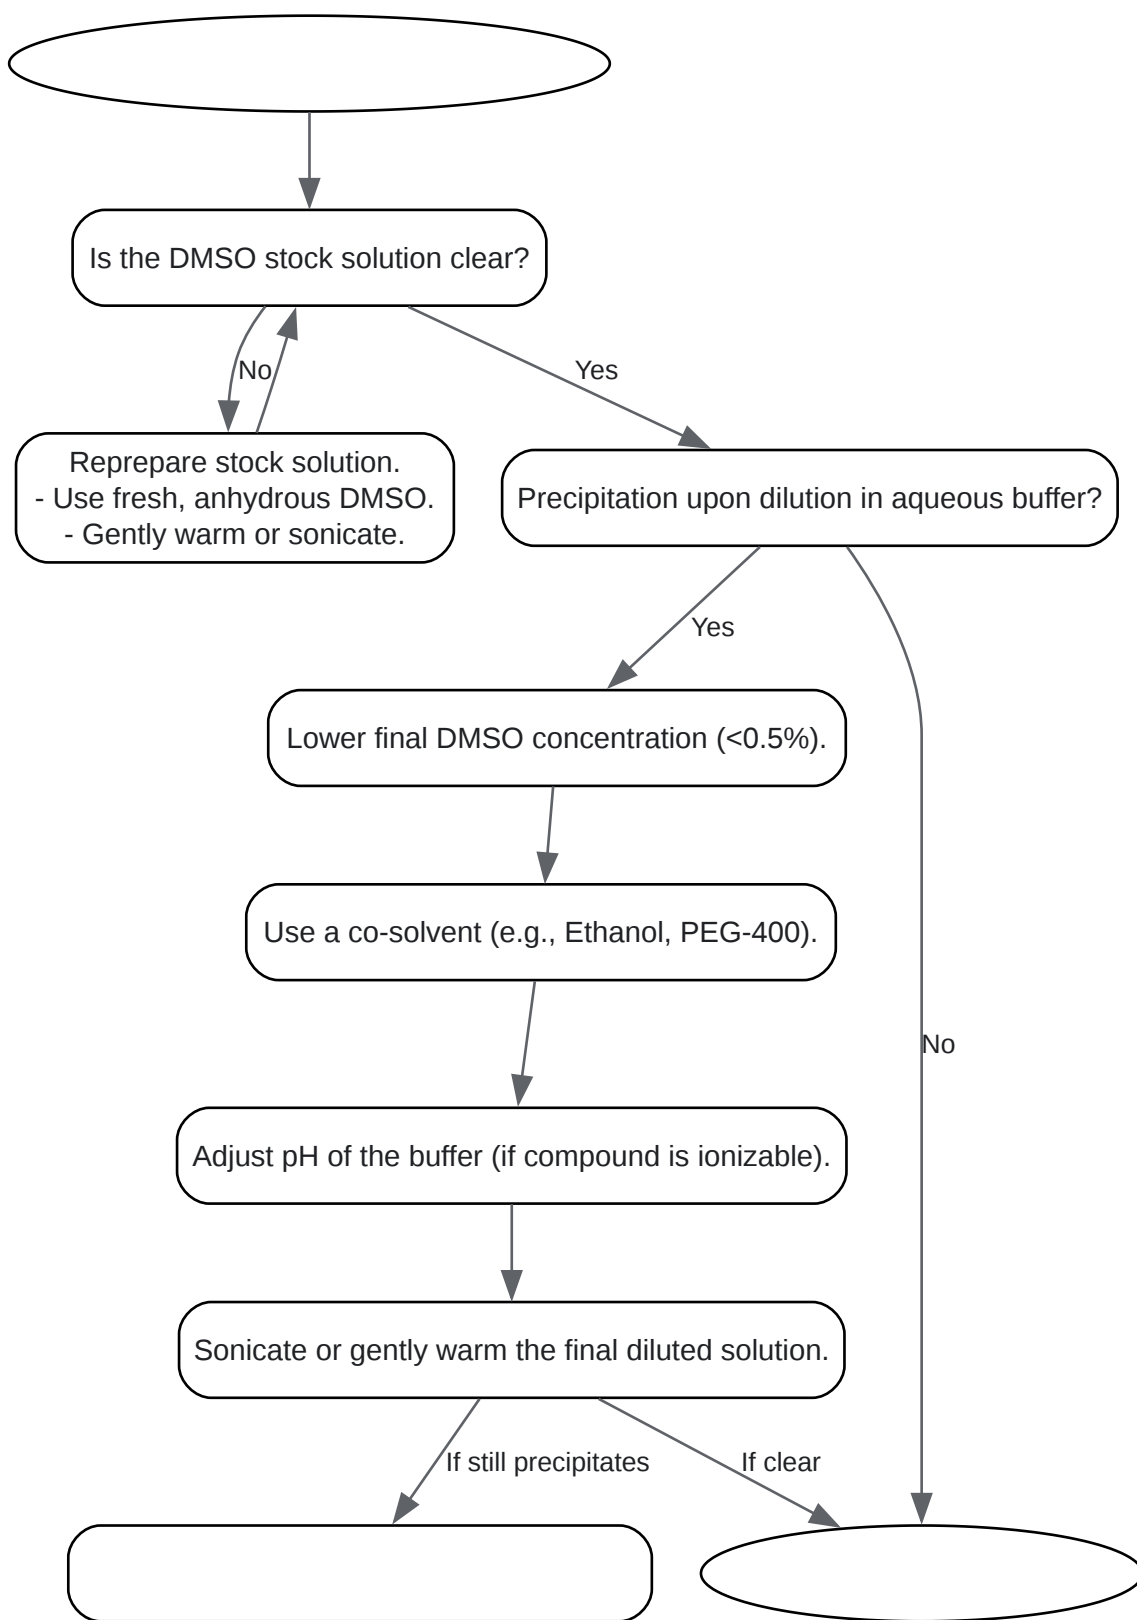 Is the DMSO stock solution clear?
No
Yes
Reprepare stock solution.
- Use fresh, anhydrous DMSO.
- Gently warm or sonicate.
Precipitation upon dilution in aqueous buffer?
Yes
Lower final DMSO concentration (<0.5%).
Use a co-solvent (e.g., Ethanol, PEG-400).
No
Adjust pH of the buffer (if compound is ionizable).
Sonicate or gently warm the final diluted solution.
If still precipitates
If clear